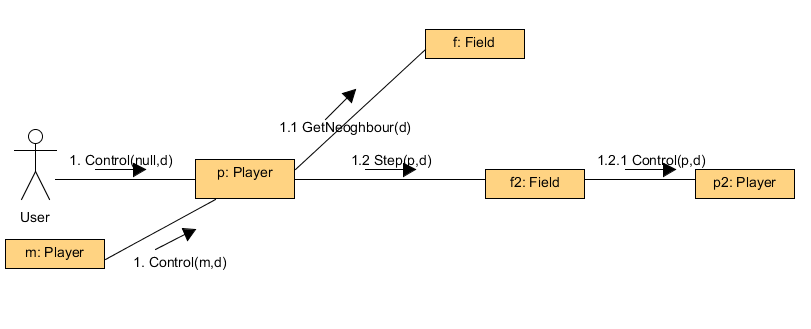 f: Field
1.1 GetNeoghbour(d)
1. Control(null,d)
1.2 Step(p,d)
1.2.1 Control(p,d)
p: Player
f2: Field
p2: Player
User
m: Player
1. Control(m,d)